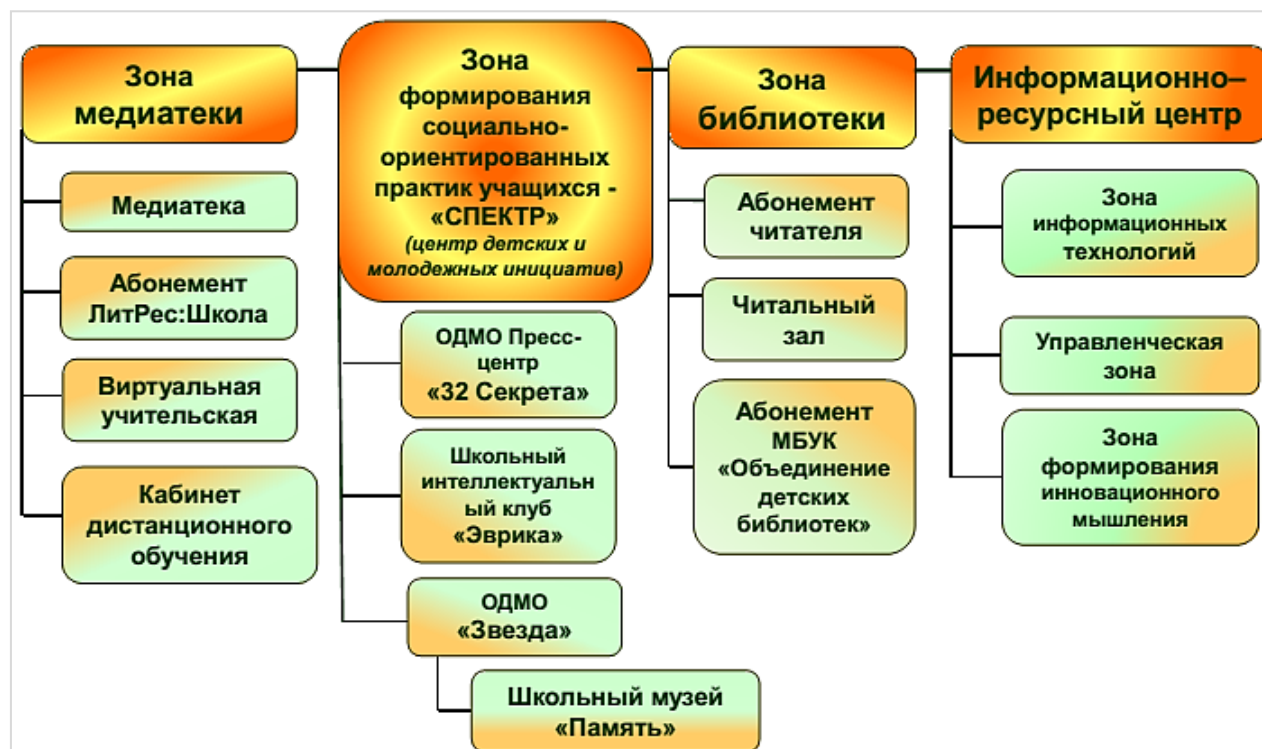 Зона
медиатеки
Медиатека
Абонемент
ЛитРес:Школа
Виртуальная
учительская
Кабинет
дистанционного
обучения
Зона
формирования
социально-
ориентированных
практик учащихся -
«СПЕКТР»
(центр детских и
молодежных инициатив)
ОДМО Пресс-
центр
«32 Секрета»
Школьный
интеллектуальн
ый клуб
«Эврика»
ОДМО
«Звезда»
Школьный музей
«Память»
Зона
библиотеки
Абонемент
читателя
Читальный
зал
Абонемент
МБУК
«Объединение
детских
библиотек»
Информационно–
ресурсный центр
Зона
информационных
технологий
Управленческая
зона
Зона
формирования
инновационного
мышления